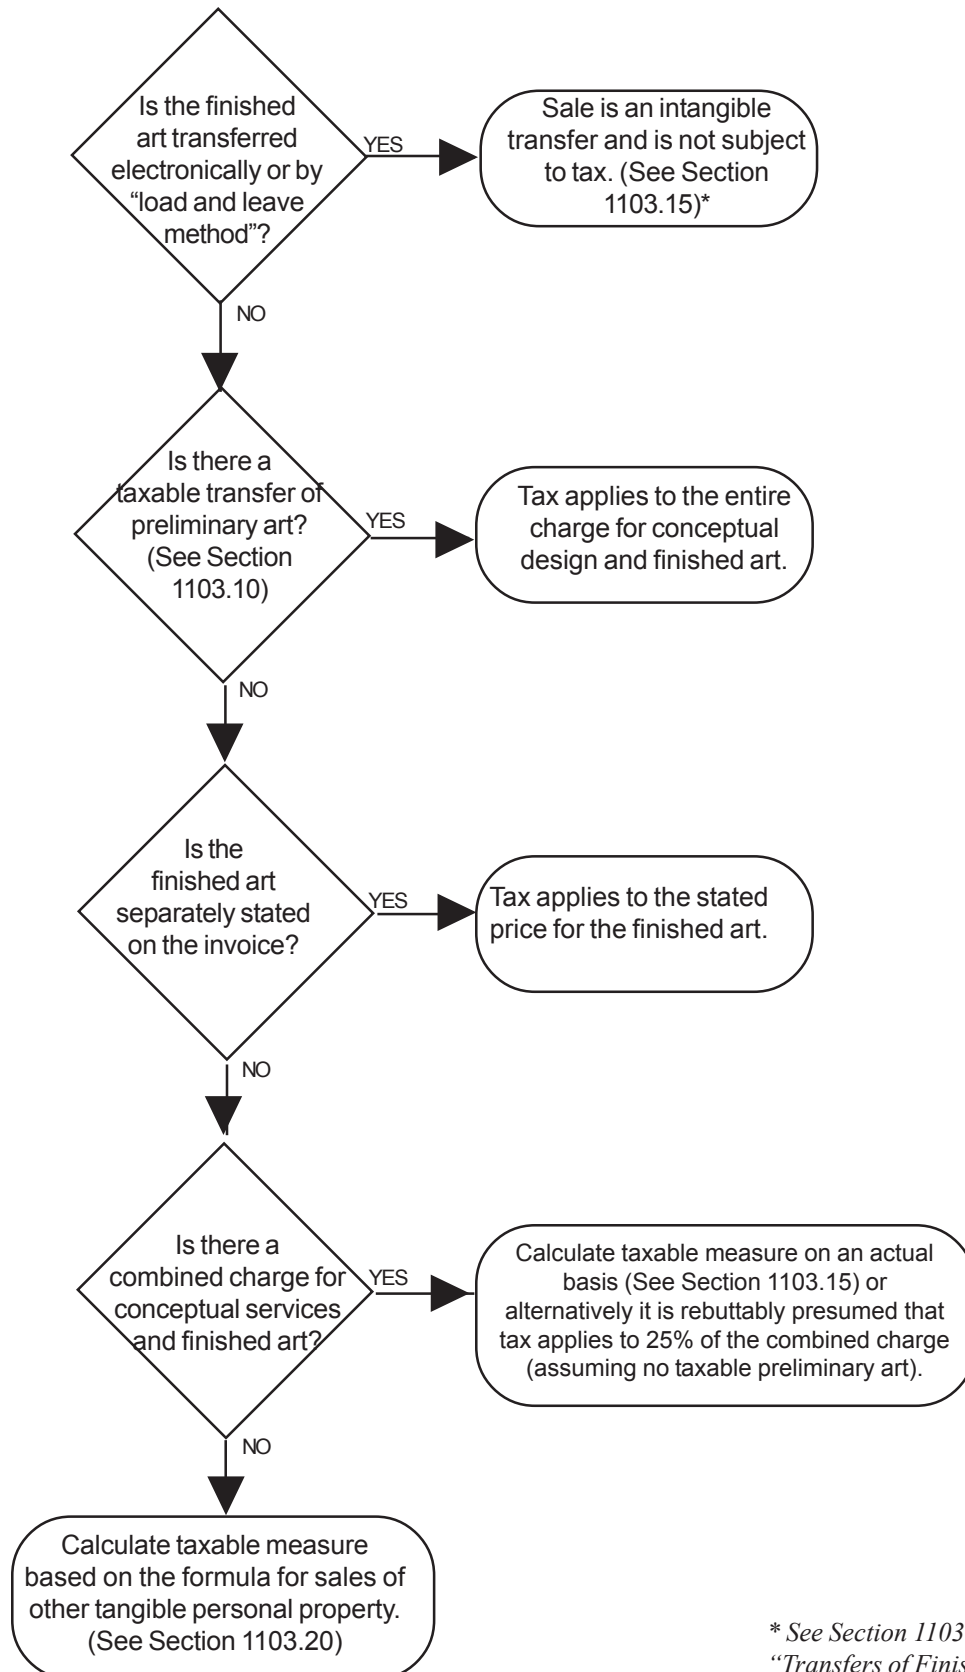 Is the finished
art transferred
electronically or by
“load and leave
method”?
YES
Sale is an intangible
transfer and is not subject
to tax. (See Section
1103.15)*
NO
Is there a
taxable transfer of
preliminary art?
(See Section
1103.10)
YES
Tax applies to the entire
charge for conceptual
design and finished art.
NO
Is the
finished art
separately stated
on the invoice?
YES
Tax applies to the stated
price for the finished art.
NO
Is there a
combined charge for
conceptual services
and finished art?
YES
Calculate taxable measure on an actual
basis (See Section 1103.15) or
alternatively it is rebuttably presumed that
tax applies to 25% of the combined charge
(assuming no taxable preliminary art).
NO
Calculate taxable measure
based on the formula for sales of
other tangible personal property.
(See Section 1103.20)
* See Section 1103
“Transfers of Finis